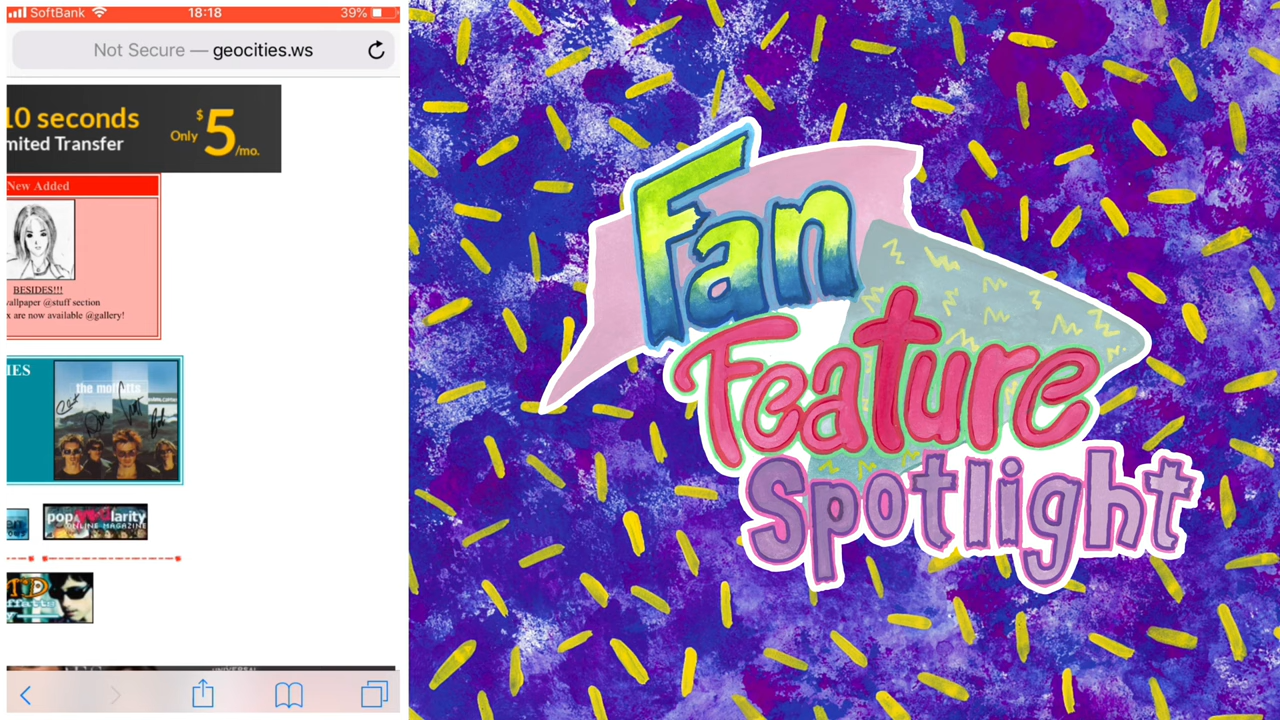 SoftBank 18:18 39%
Not Secure — geocities.ws
10 seconds
mited Transfer
Only $5/mo.
New Added
BESIDES!!!
allpaper @stuff section
x are now available @gallery!
IES
the moffatts
larity
ONLINE MAGAZINE
Fan
Feature
Spotlight